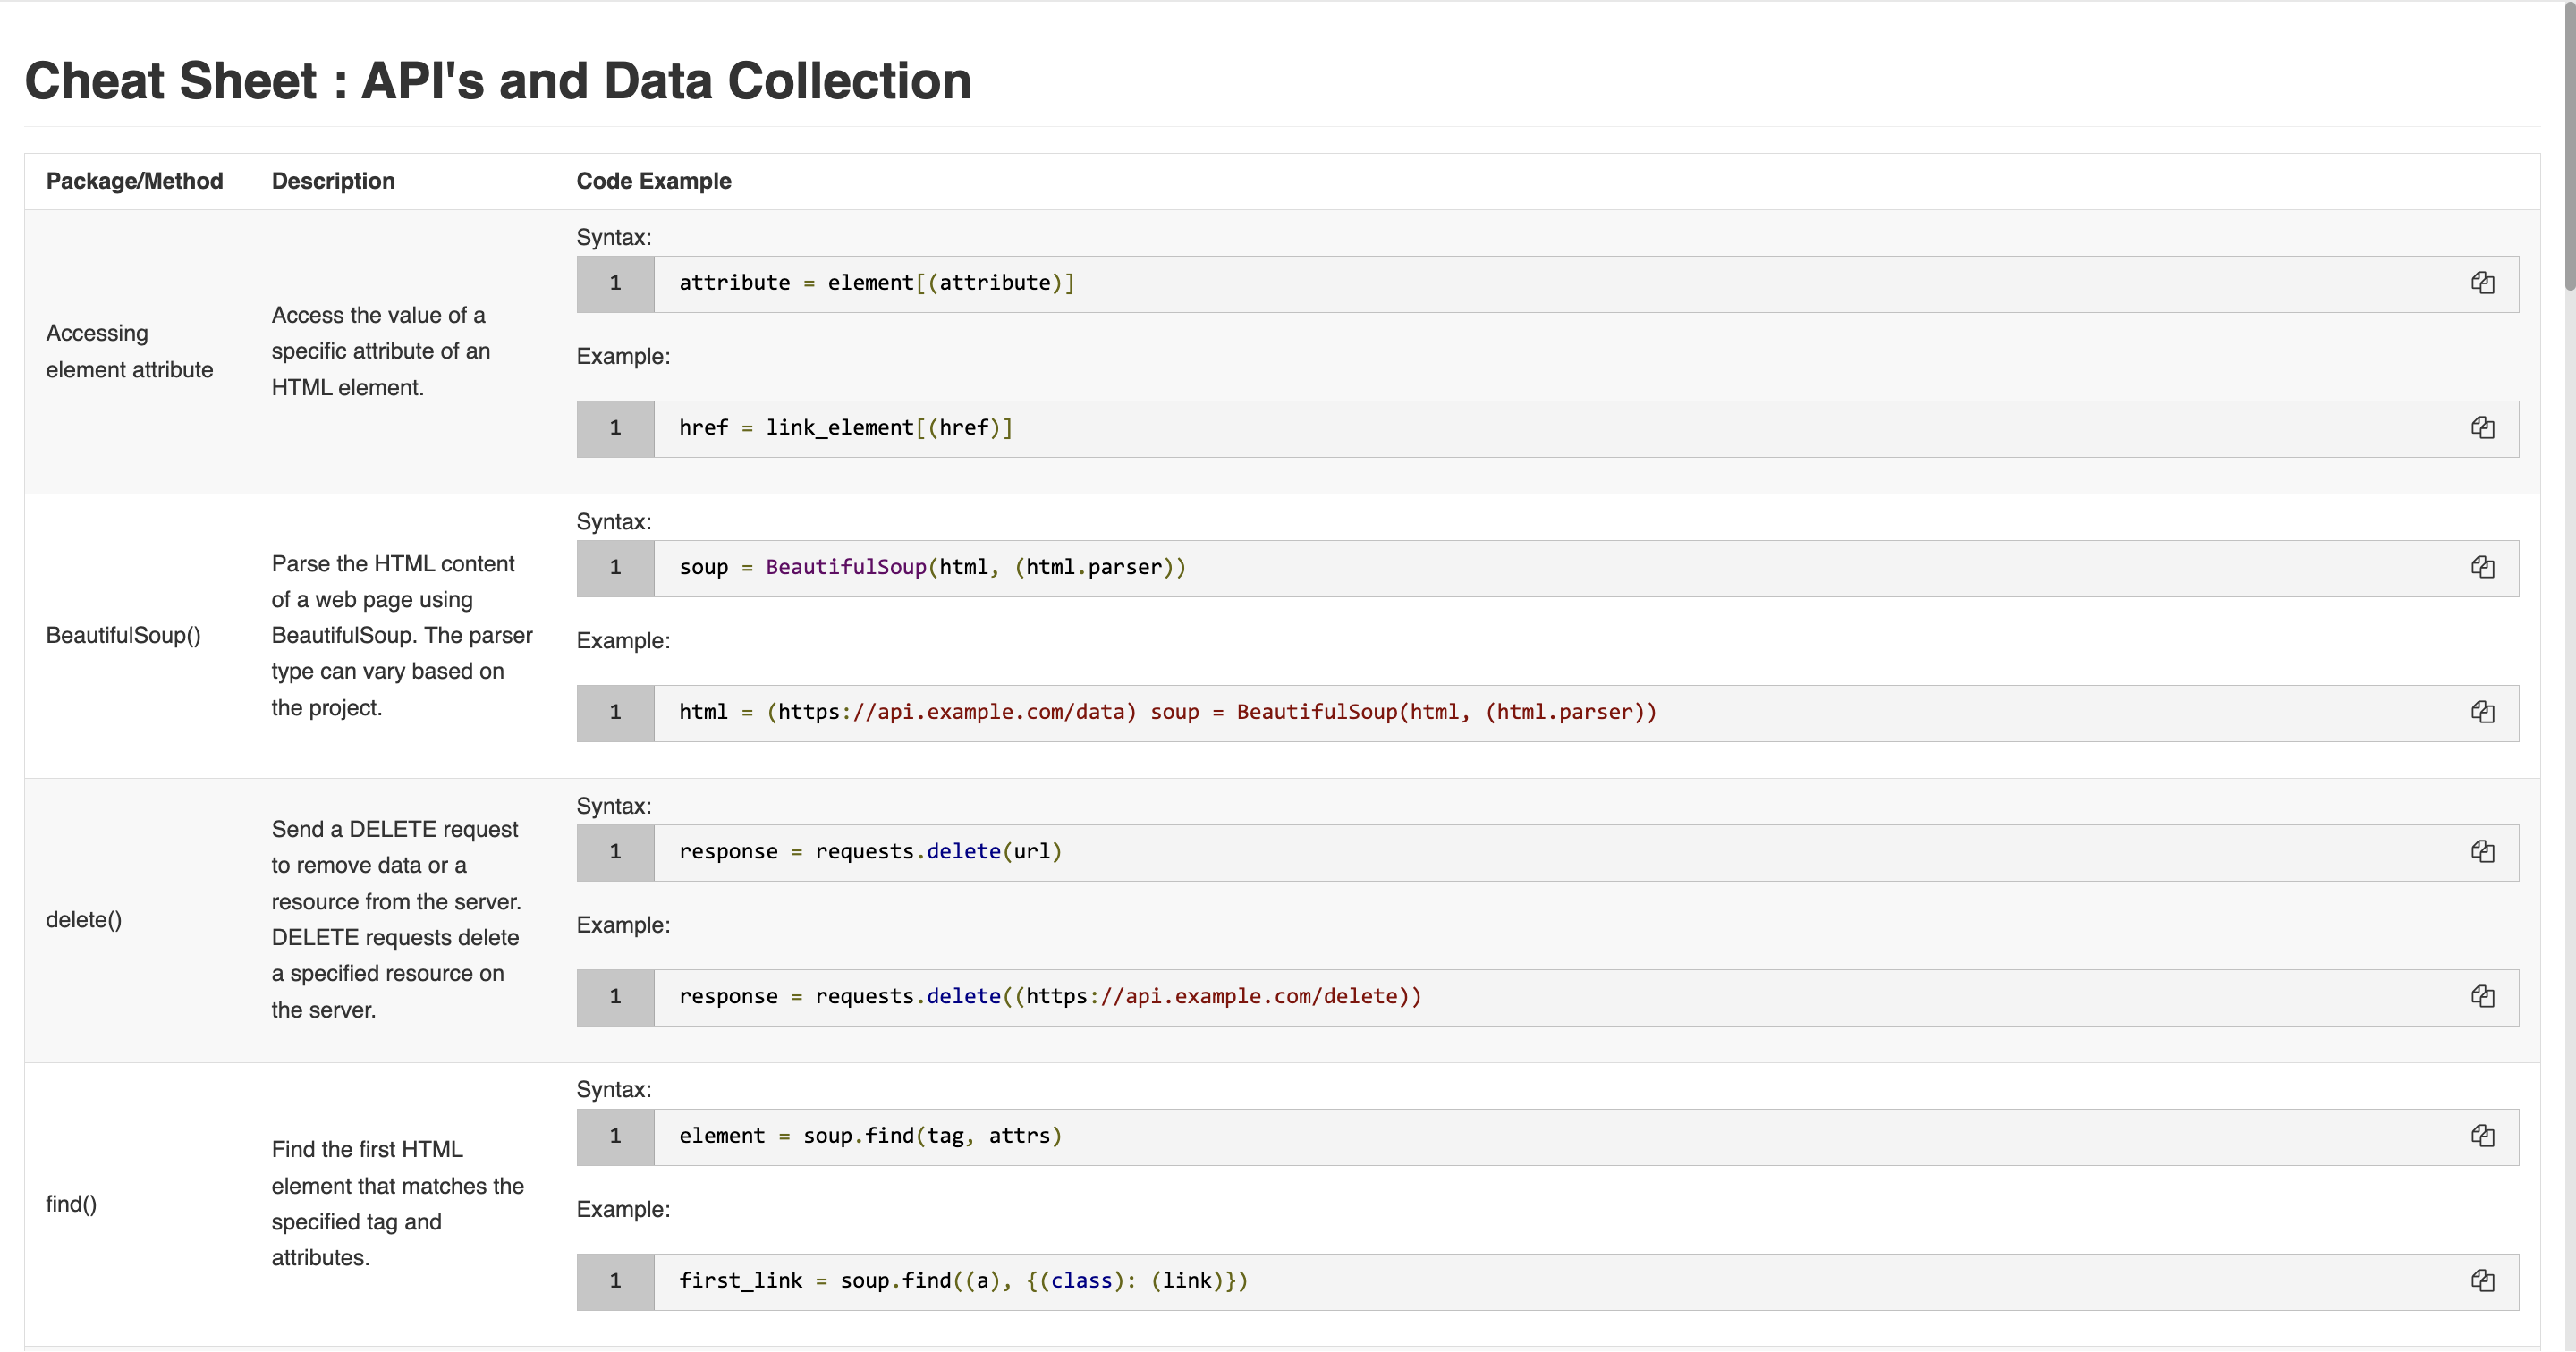 Cheat Sheet : API's and Data Collection
Package/Method
Description
Code Example
Accessing
element attribute
Access the value of a
specific attribute of an
HTML element.
Syntax:
1
attribute = element[(attribute)]
Example:
1
href = link_element[(href)]
BeautifulSoup()
Parse the HTML content
of a web page using
BeautifulSoup. The parser
type can vary based on
the project.
Syntax:
1
soup = BeautifulSoup(html, (html.parser))
Example:
1
html = (https://api.example.com/data) soup = BeautifulSoup(html, (html.parser))
delete()
Send a DELETE request
to remove data or a
resource from the server.
DELETE requests delete
a specified resource on
the server.
Syntax:
1
response = requests.delete(url)
Example:
1
response = requests.delete((https://api.example.com/delete))
find()
Find the first HTML
element that matches the
specified tag and
attributes.
Syntax:
1
element = soup.find(tag, attrs)
Example:
1
first_link = soup.find((a), {(class): (link)})